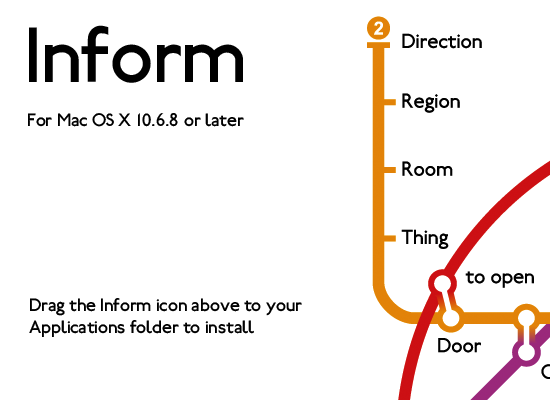 Inform
For Mac OS X 10.6.8 or later
Drag the Inform icon above to your
Applications folder to install
2
Direction
Region
Room
Thing
to open
Door